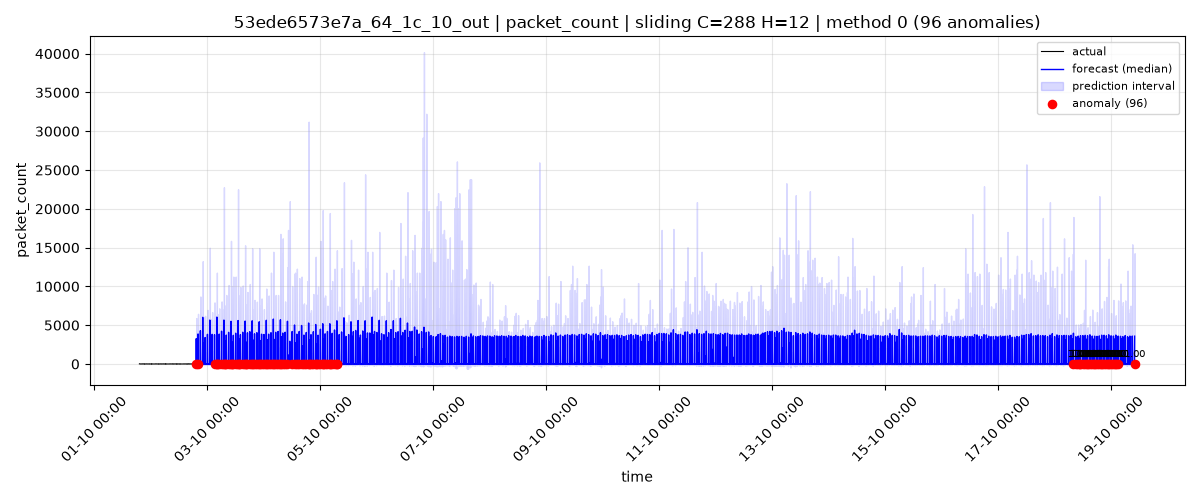 53ede6573e7a_64_1c_10_out | packet_count | sliding C=288 H=12 | method 0 (96 anomalies)
actual
forecast (median)
prediction interval
anomaly (96)
packet_count
40000
35000
30000
25000
20000
15000
10000
5000
0
01-10 00:00
03-10 00:00
05-10 00:00
07-10 00:00
09-10 00:00
11-10 00:00
13-10 00:00
15-10 00:00
17-10 00:00
19-10 00:00
time